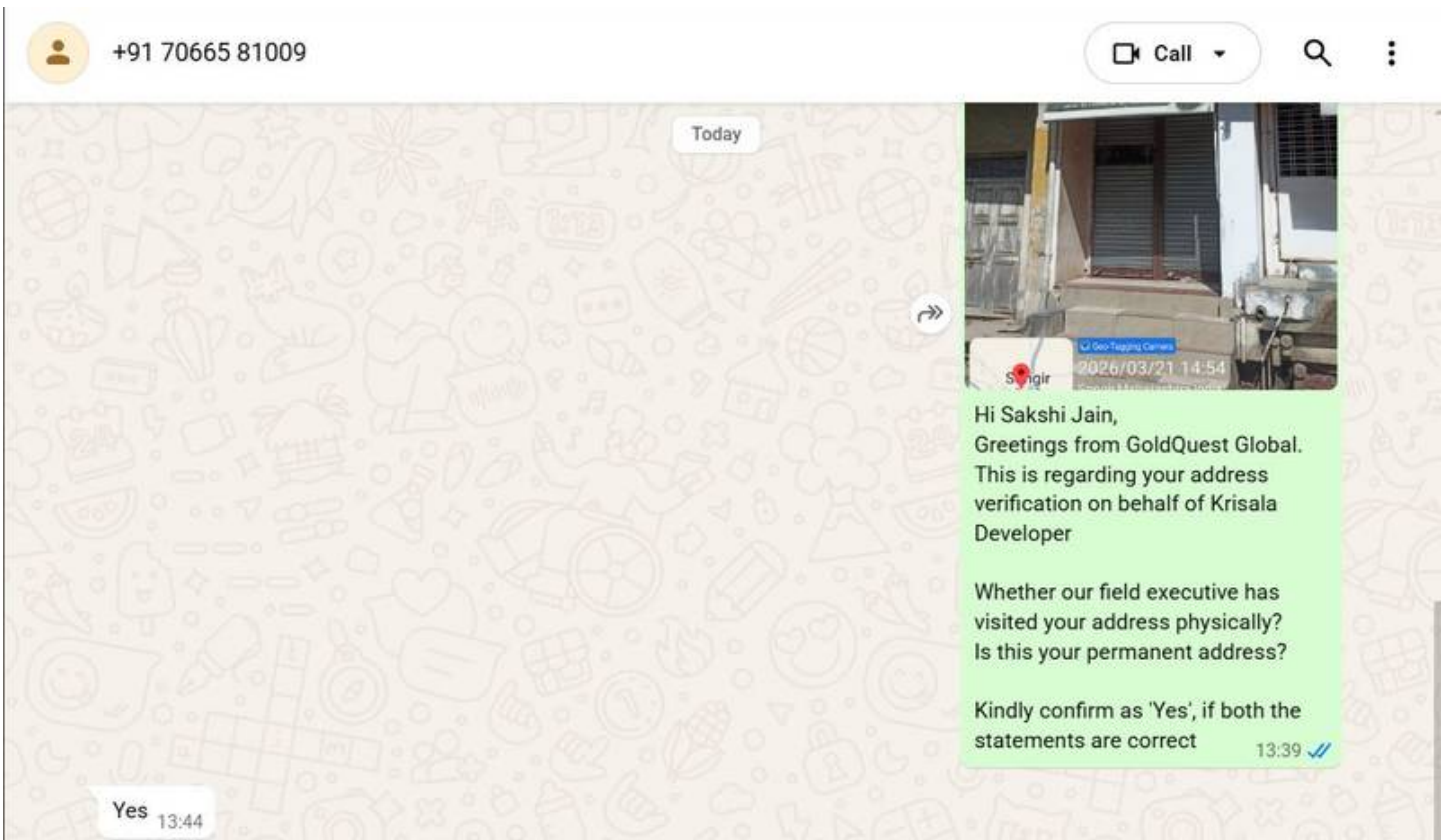 +91 70665 81009
Call
Today
Geo-Tagging Camera
2026/03/21 14:54
Hi Sakshi Jain,
Greetings from GoldQuest Global.
This is regarding your address
verification on behalf of Krisala
Developer
Whether our field executive has
visited your address physically?
Is this your permanent address?
Kindly confirm as 'Yes', if both the
statements are correct
13:39
Yes 13:44